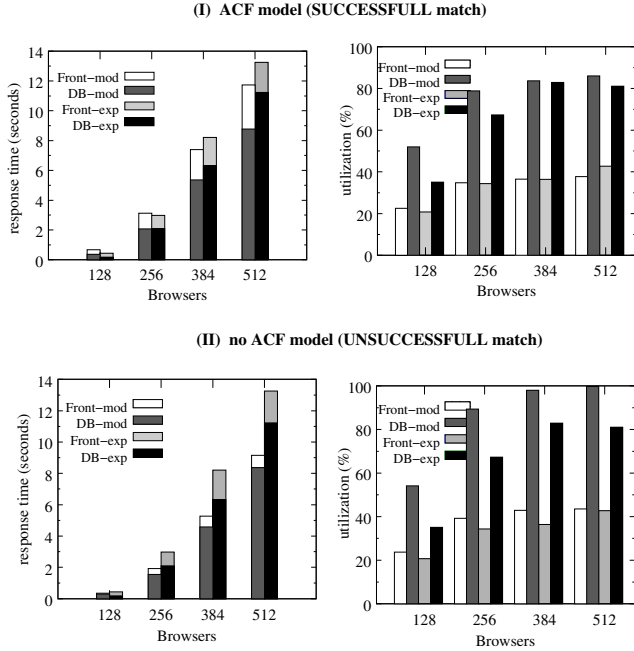 (I) ACF model (SUCCESSFULL match)
response time (seconds)
14
12
10
8
6
4
2
0
Front-mod
DB-mod
Front-exp
DB-exp
128 256 384 512
Browsers
utilization (%)
100
80
60
40
20
0
Front-mod
DB-mod
Front-exp
DB-exp
128 256 384 512
Browsers
(II) no ACF model (UNSUCCESSFULL match)
response time (seconds)
14
12
10
8
6
4
2
0
Front-mod
DB-mod
Front-exp
DB-exp
128 256 384 512
Browsers
utilization (%)
100
80
60
40
20
0
Front-mod
DB-mod
Front-exp
DB-exp
128 256 384 512
Browsers